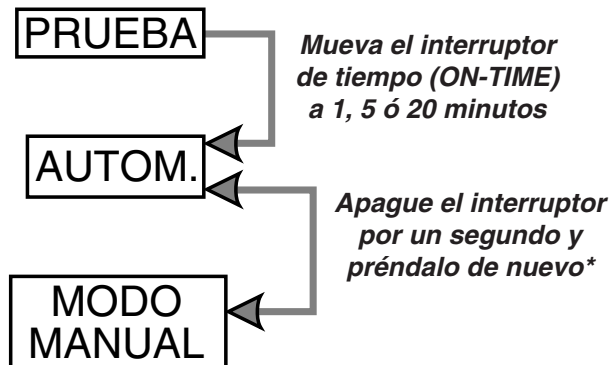 PRUEBA
Mueva el interruptor
de tiempo (ON-TIME)
a 1, 5 ó 20 minutos
AUTOM.
Apague el interruptor
por un segundo y
préndalo de nuevo*
MODO
MANUAL